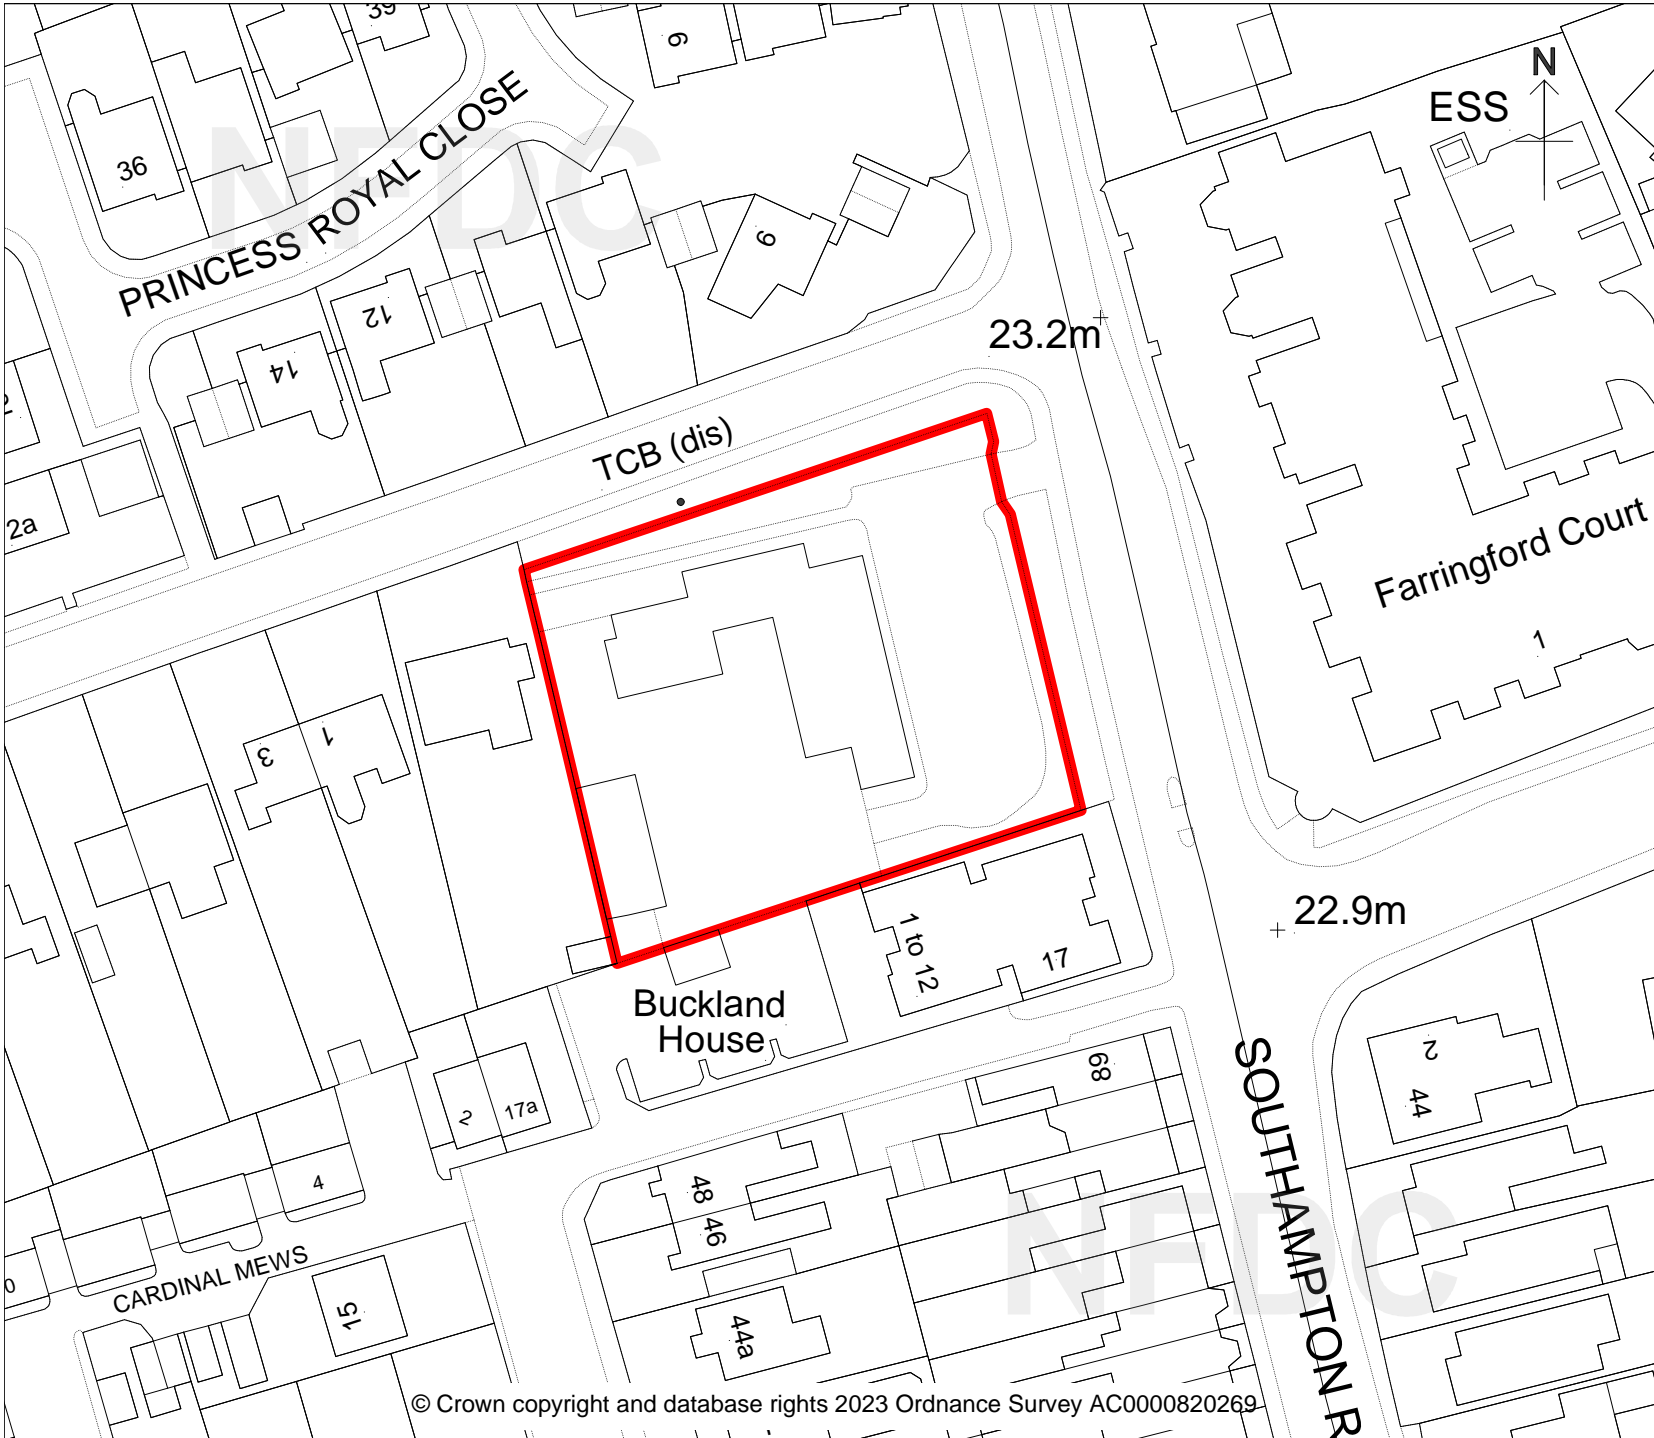 39
6
N
ESS
36
PRINCESS ROYAL CLOSE
NFDC
9
12
23.2m
14
TCB (dis)
2a
Farringford Court
1
3
1
22.9m
1 to 12
17
Buckland
House
68
2
44
2
17a
4
48
46
NFDC
SOUTHAMPTON R
CARDINAL MEWS
15
44a
© Crown copyright and database rights 2023 Ordnance Survey AC0000820269